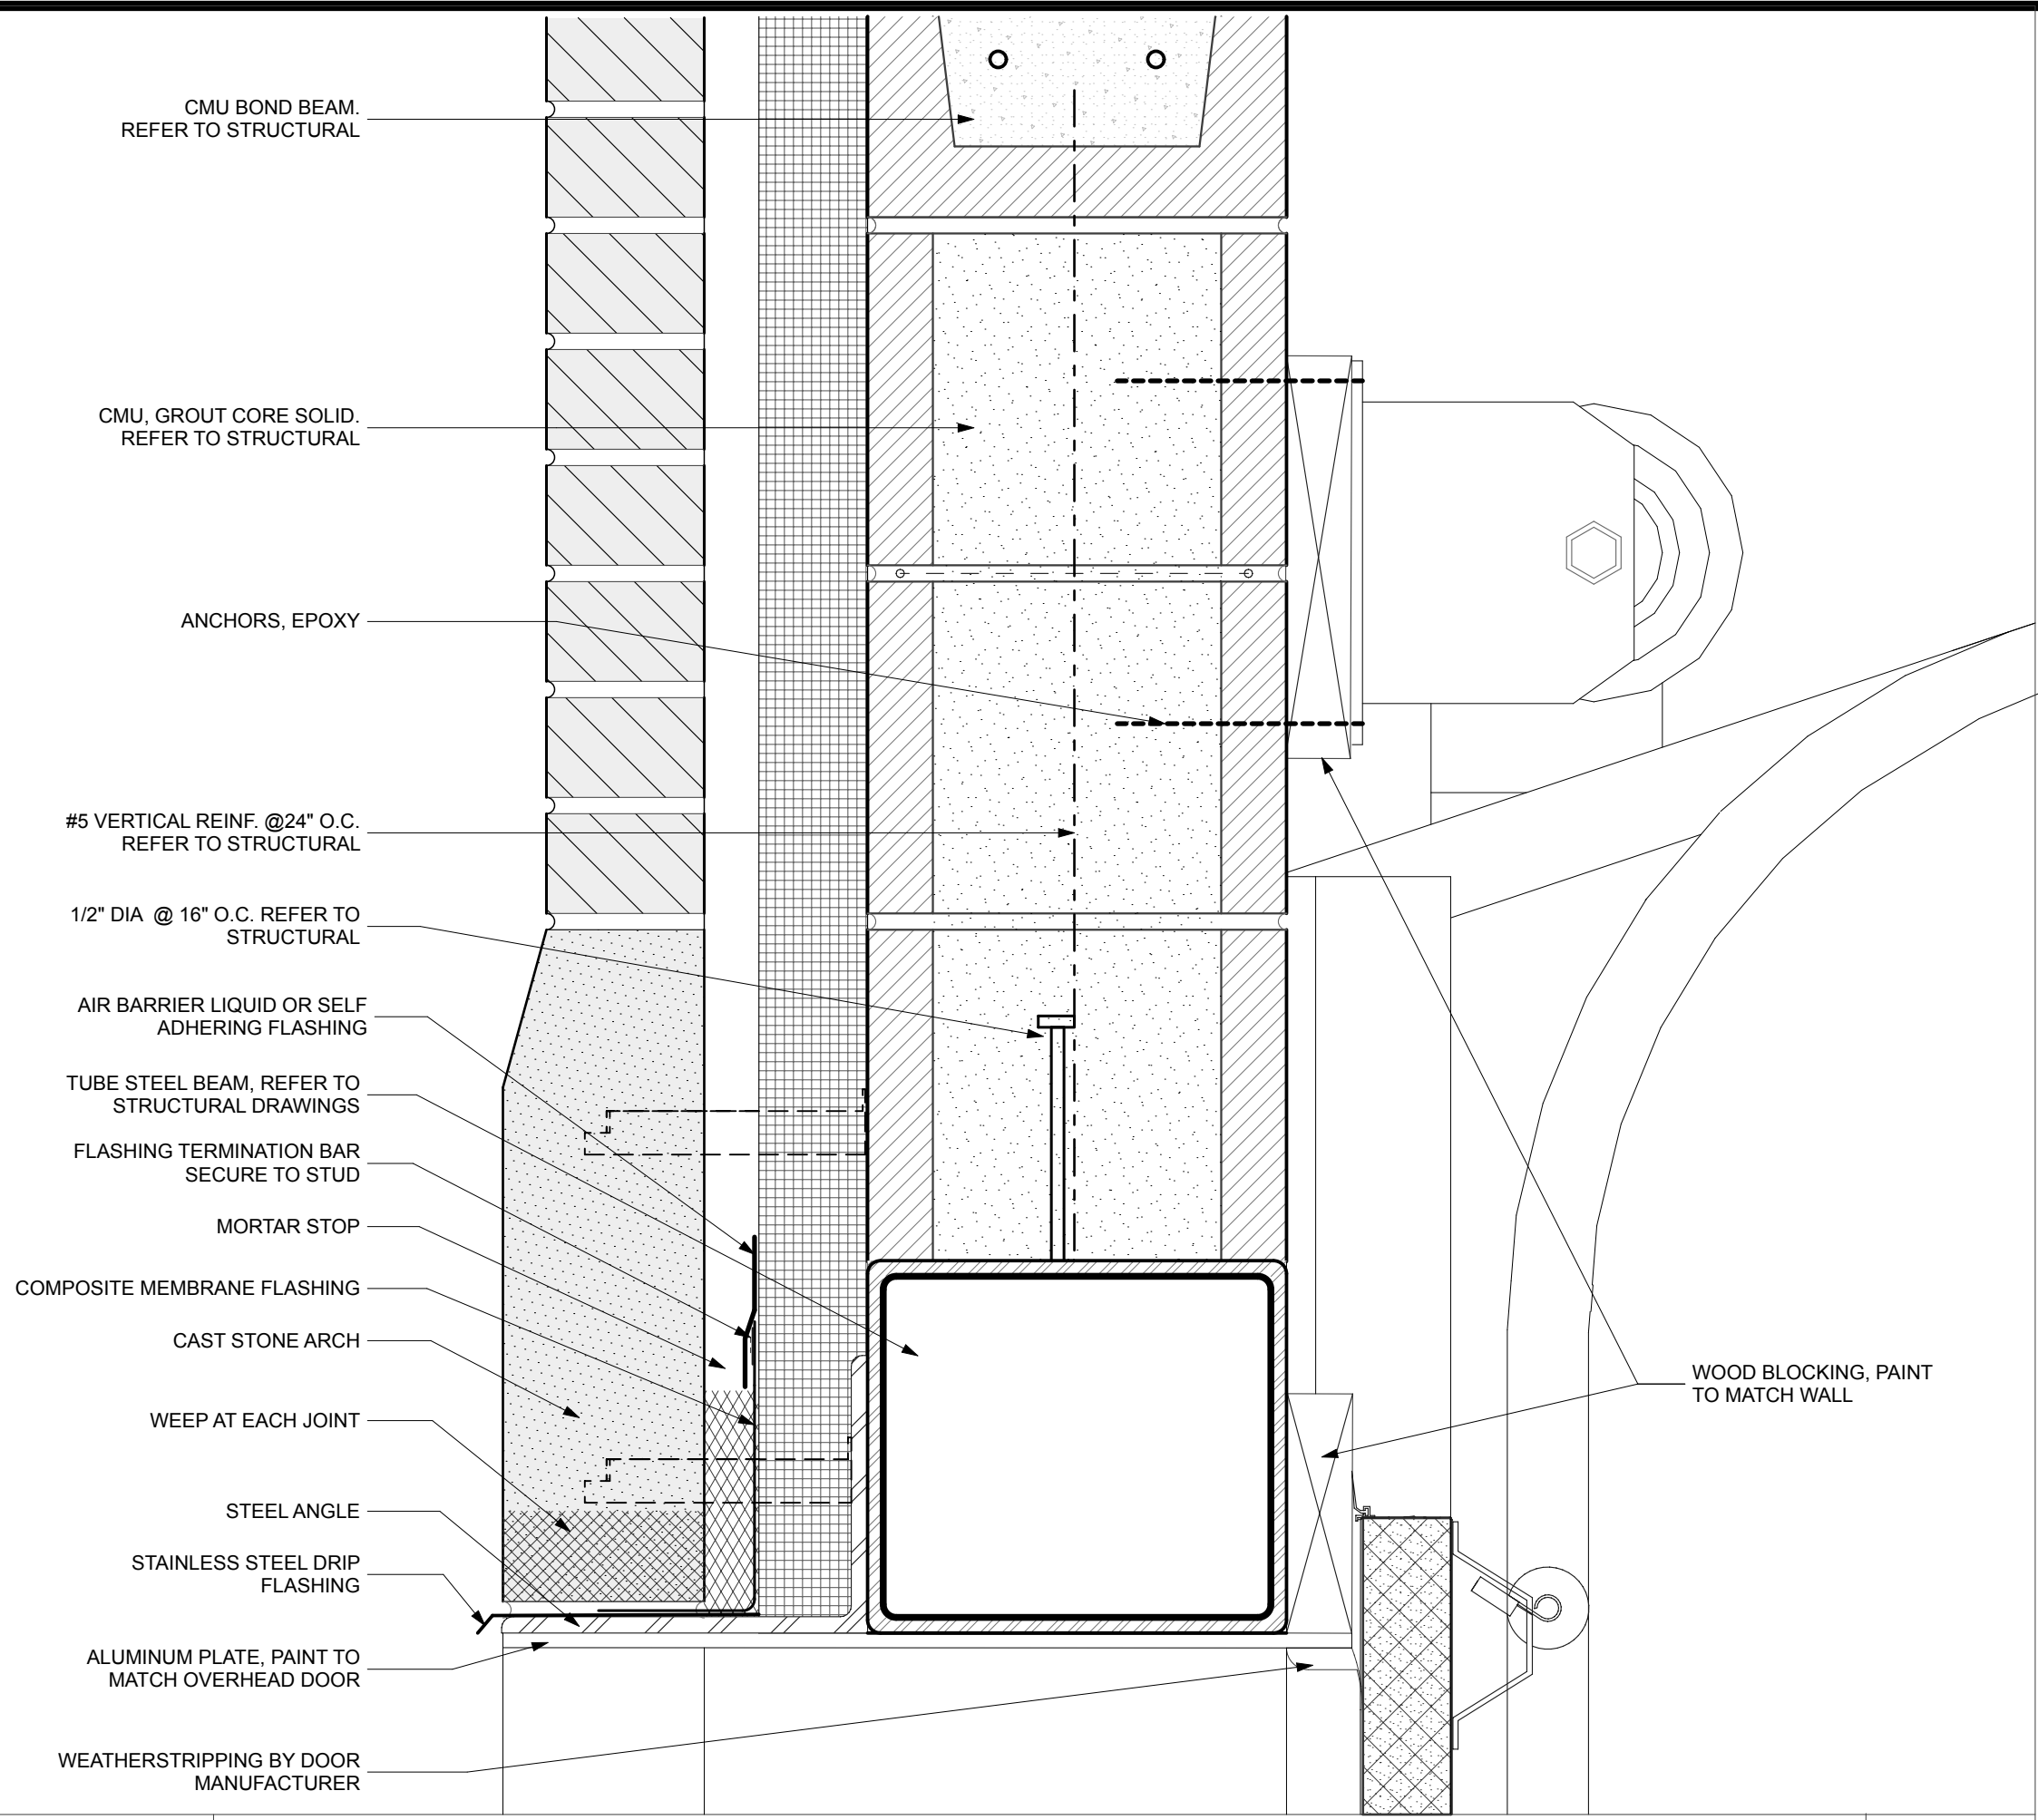 CMU BOND BEAM.
REFER TO STRUCTURAL
CMU, GROUT CORE SOLID.
REFER TO STRUCTURAL
ANCHORS, EPOXY
#5 VERTICAL REINF. @24" O.C.
REFER TO STRUCTURAL
1/2" DIA @ 16" O.C. REFER TO
STRUCTURAL
AIR BARRIER LIQUID OR SELF
ADHERING FLASHING
TUBE STEEL BEAM, REFER TO
STRUCTURAL DRAWINGS
FLASHING TERMINATION BAR
SECURE TO STUD
MORTAR STOP
COMPOSITE MEMBRANE FLASHING
CAST STONE ARCH
WEEP AT EACH JOINT
STEEL ANGLE
STAINLESS STEEL DRIP
FLASHING
ALUMINUM PLATE, PAINT TO
MATCH OVERHEAD DOOR
WEATHERSTRIPPING BY DOOR
MANUFACTURER
WOOD BLOCKING, PAINT
TO MATCH WALL